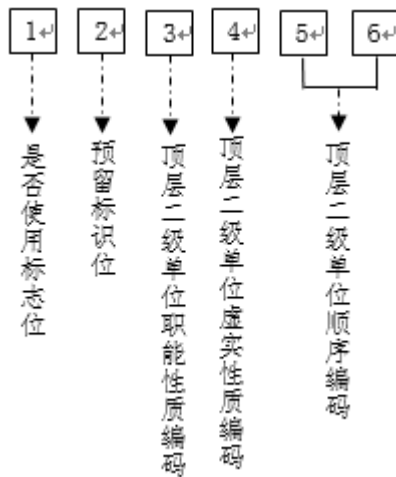 1 2 3 4 5 6
是否使用标志位
预留标识位
顶层二级单位职能性质编码
顶层二级单位虚实性质编码
顶层二级单位顺序编码